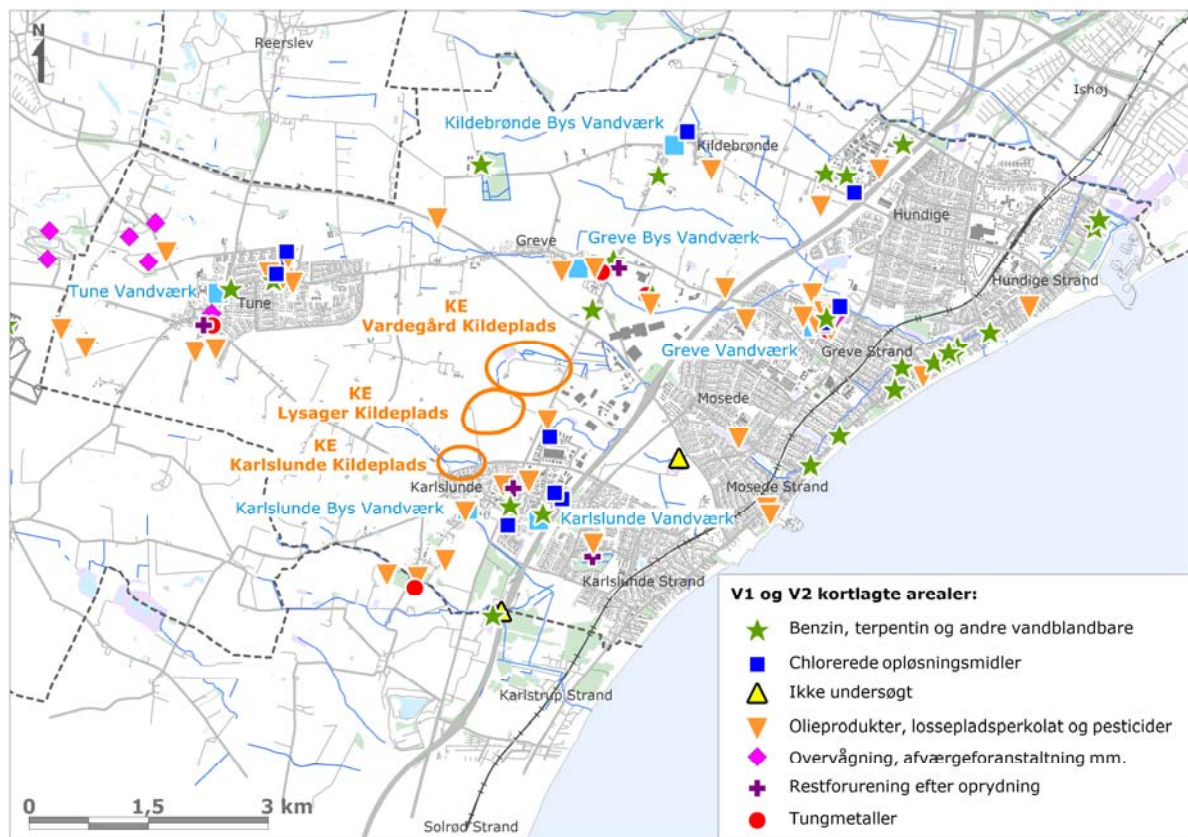 N
Reerslev
Ishøj
Kildebrønde Bys Vandværk
Kildebrønde
Hundige
Greve
Greve Bys Vandværk
Hundige Strand
Tune Vandværk
Tune
KE
Vardegård Kildeplads
Greve Vandværk
Greve Strand
KE
Lysager Kildeplads
Mosede
KE
Karlslunde Kildeplads
Karlslunde
Mosede Strand
Karlslunde Bys Vandværk
Karlslunde Vandværk
Karlslunde Strand
Karlstrup Strand
Solrød Strand
0 1,5 3 km
V1 og V2 kortlagte arealer:
Benzin, terpentin og andre vandblandbare
Chlorerede opløsningsmidler
Ikke undersøgt
Olieprodukter, lossepladsperkolat og pesticider
Overvågning, afværgeforanstaltning mm.
Restforurening efter oprydning
Tungmetaller